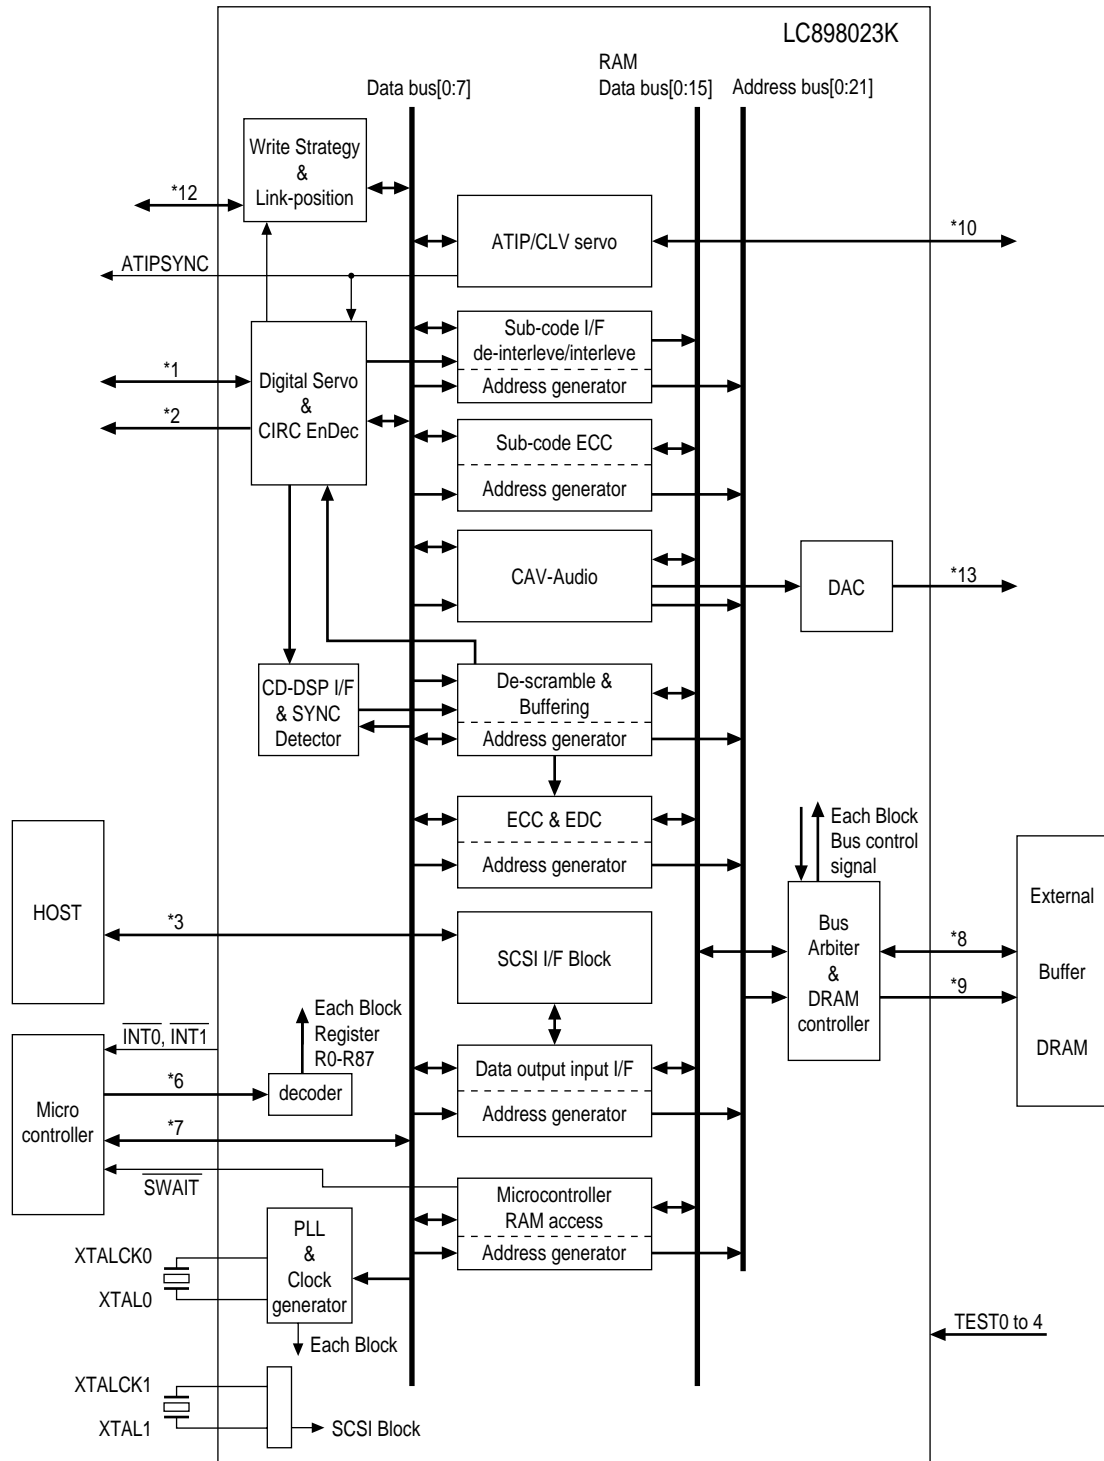 LC898023K
RAM
Data bus[0:7]
Data bus[0:15]
Address bus[0:21]
Write Strategy
&
Link-position
*12
ATIP/CLV servo
*10
ATIPSYNC
Sub-code I/F
de-interleve/interleve
Address generator
*1
Digital Servo
&
CIRC EnDec
*2
Sub-code ECC
Address generator
CAV-Audio
DAC
*13
CD-DSP I/F
& SYNC
Detector
De-scramble &
Buffering
Address generator
ECC & EDC
Address generator
Each Block
Bus control
signal
HOST
*3
SCSI I/F Block
Bus
Arbiter
&
DRAM
controller
*8
*9
External
Buffer
DRAM
INT0, INT1
Each Block
Register
R0-R87
*6
decoder
Data output input I/F
Address generator
Micro
controller
*7
SWAIT
Microcontroller
RAM access
Address generator
XTALCK0
XTAL0
PLL
&
Clock
generator
Each Block
TEST0 to 4
XTALCK1
XTAL1
SCSI Block